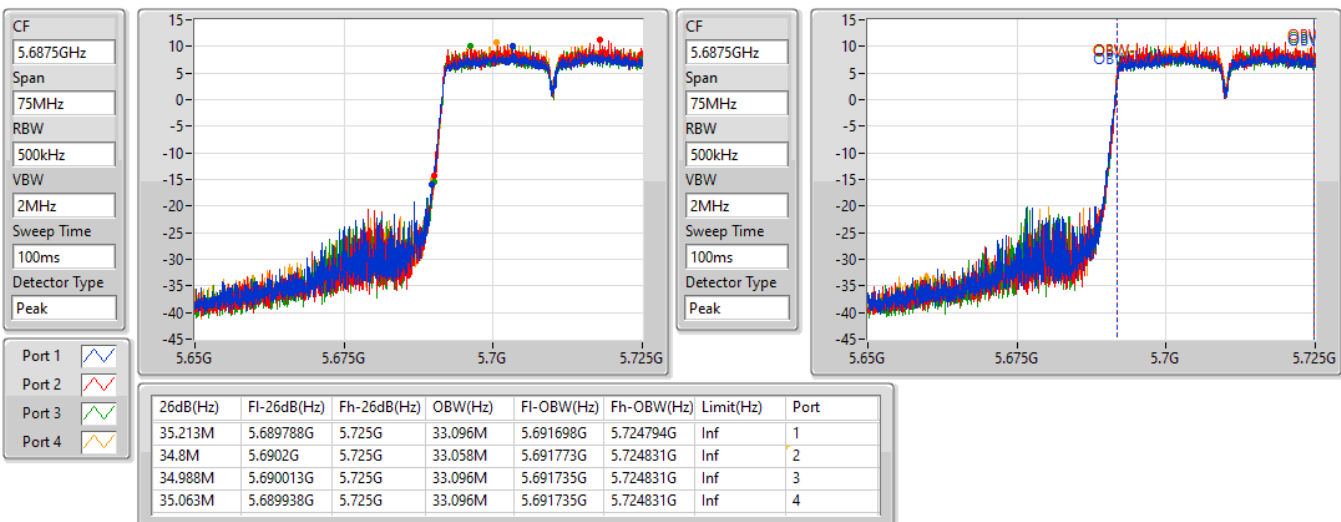 CF
5.6875GHz
Span
75MHz
RBW
500kHz
VBW
2MHz
Sweep Time
100ms
Detector Type
Peak
15
10
5
0
-5
-10
-15
-20
-25
-30
-35
-40
-45
5.65G 5.675G 5.7G 5.725G
CF
5.6875GHz
Span
75MHz
RBW
500kHz
VBW
2MHz
Sweep Time
100ms
Detector Type
Peak
15
10
5
0
-5
-10
-15
-20
-25
-30
-35
-40
-45
OBW
OBW
5.65G 5.675G 5.7G 5.725G
Port 1
Port 2
Port 3
Port 4
26dB(Hz) Fl-26dB(Hz) Fh-26dB(Hz) OBW(Hz) Fl-OBW(Hz) Fh-OBW(Hz) Limit(Hz) Port
35.213M 5.689788G 5.725G 33.096M 5.691698G 5.724794G Inf 1
34.8M 5.6902G 5.725G 33.058M 5.691773G 5.724831G Inf 2
34.988M 5.690013G 5.725G 33.096M 5.691735G 5.724831G Inf 3
35.063M 5.689938G 5.725G 33.096M 5.691735G 5.724831G Inf 4